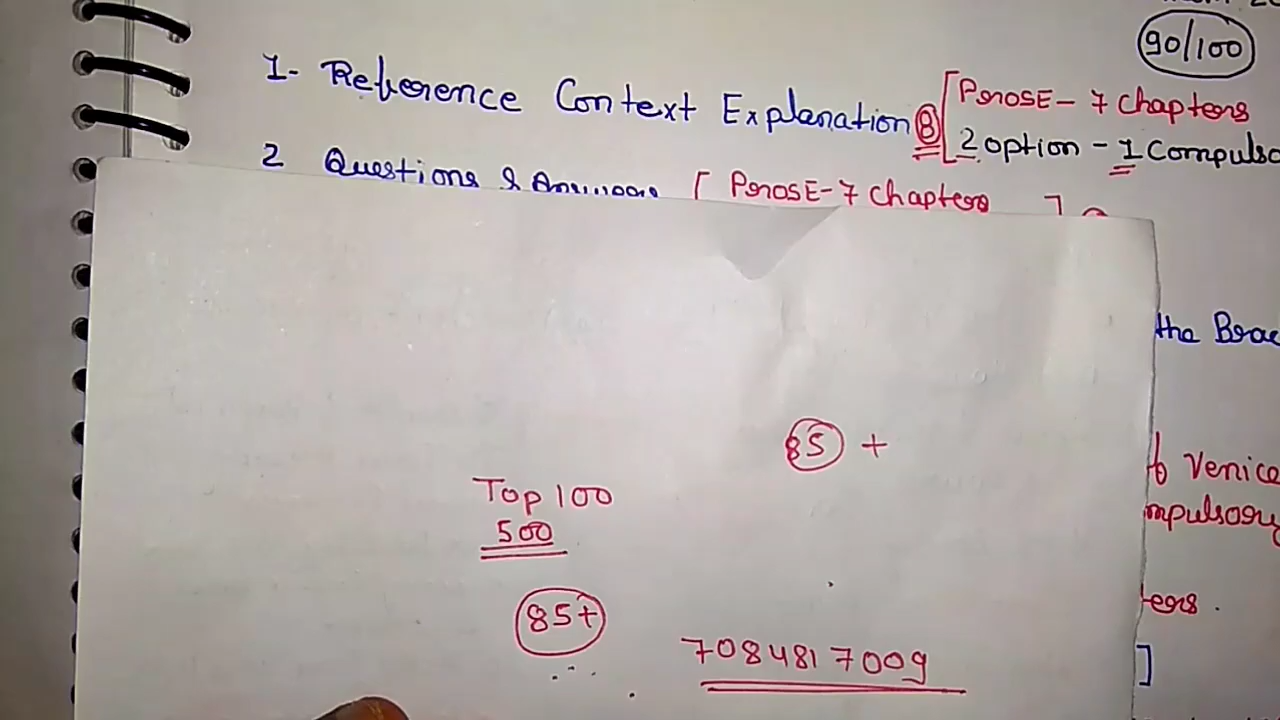 90/100
1- Reference Context Explanation 8 [ Prose - 7 chapters
2 option - 1 Compulso
2 Questions & Answers [ Prose - 7 chapters ]
the Brac
Venice
85 +
Top 100
mpulsory
500
ters.
85+
7084817009
]